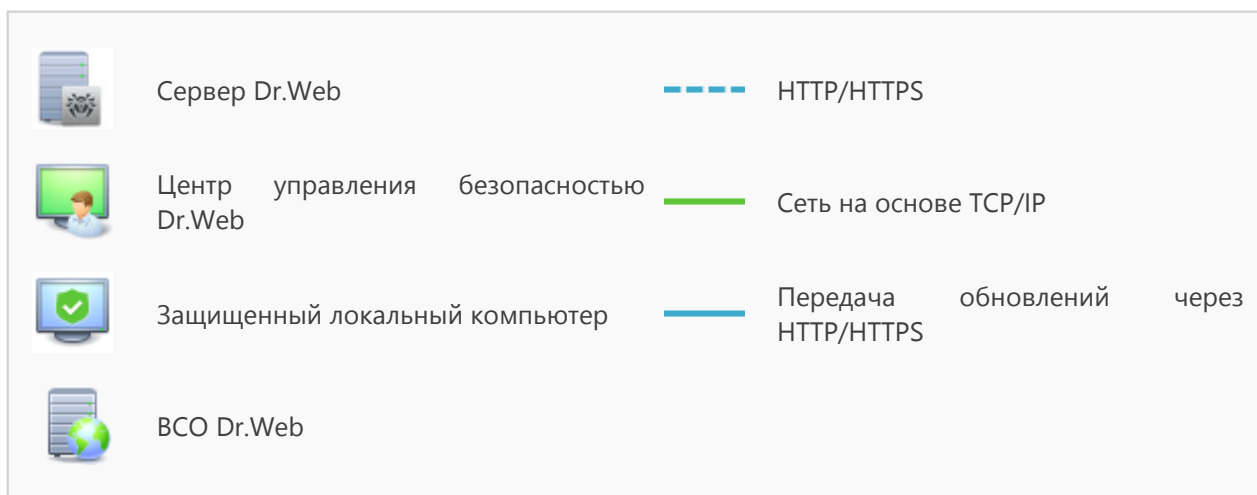 Сервер Dr.Web
HTTP/HTTPS
Центр управления безопасностью
Dr.Web
Сеть на основе TCP/IP
Защищенный локальный компьютер
Передача обновлений через
HTTP/HTTPS
ВСО Dr.Web